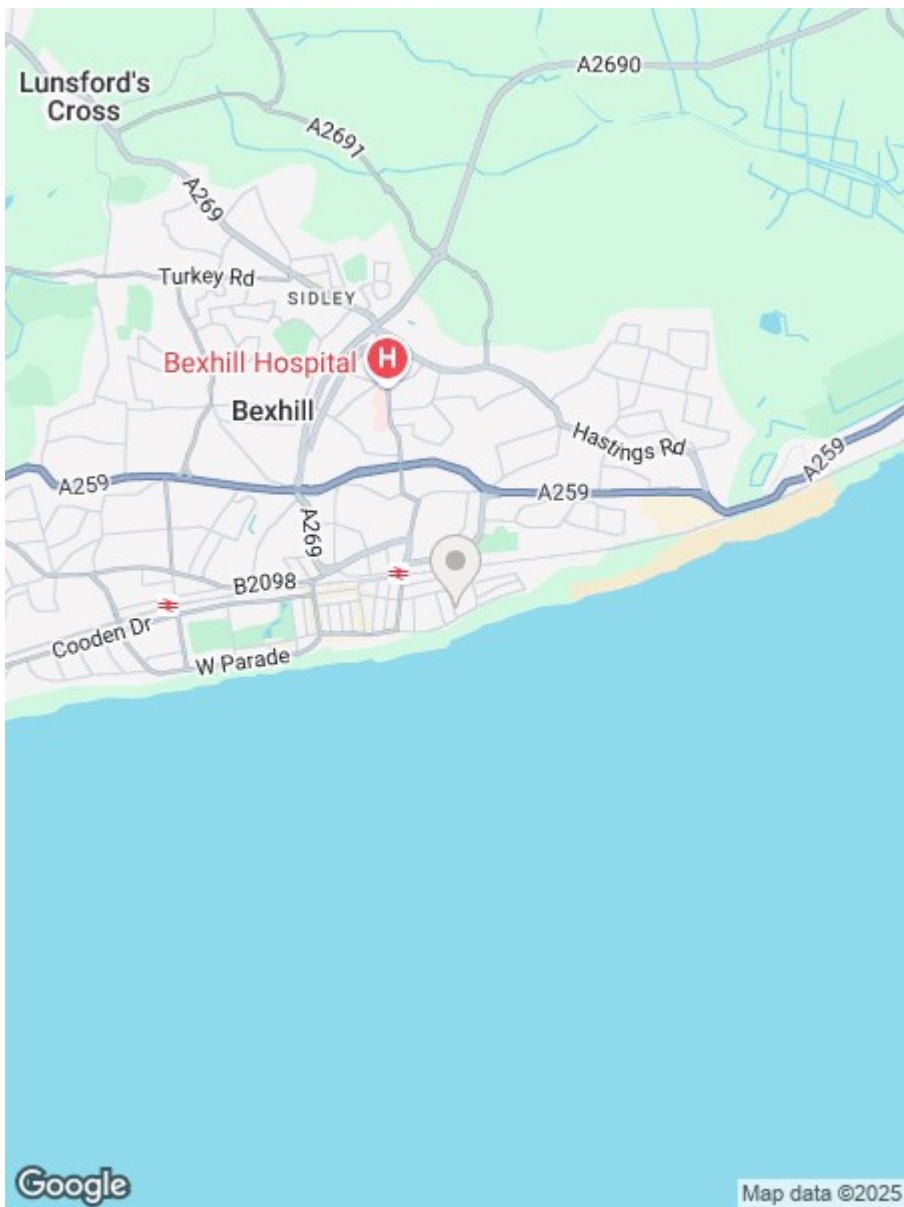 A2690
Lunsford's
Cross
A2691
A269
Turkey Rd
SIDLEY
Bexhill Hospital
H
Bexhill
Hastings Rd
A259
A259
A259
A269
B2098
Cooden Dr
W Parade
Google
Map data ©2025